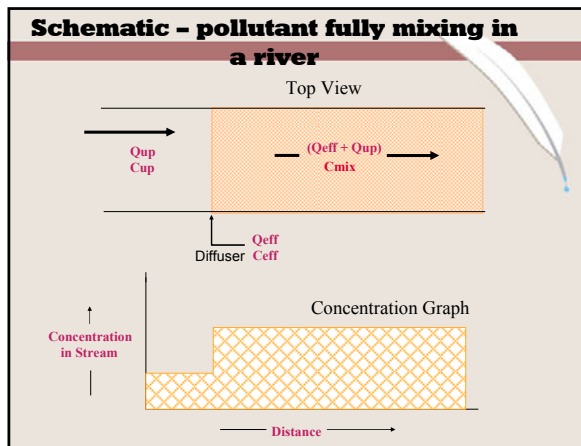 Schematic – pollutant fully mixing in
a river
Top View
Qup
Cup
(Qeff + Qup)
Cmix
Qeff
Diffuser Ceff
Concentration Graph
Concentration
in Stream
Distance